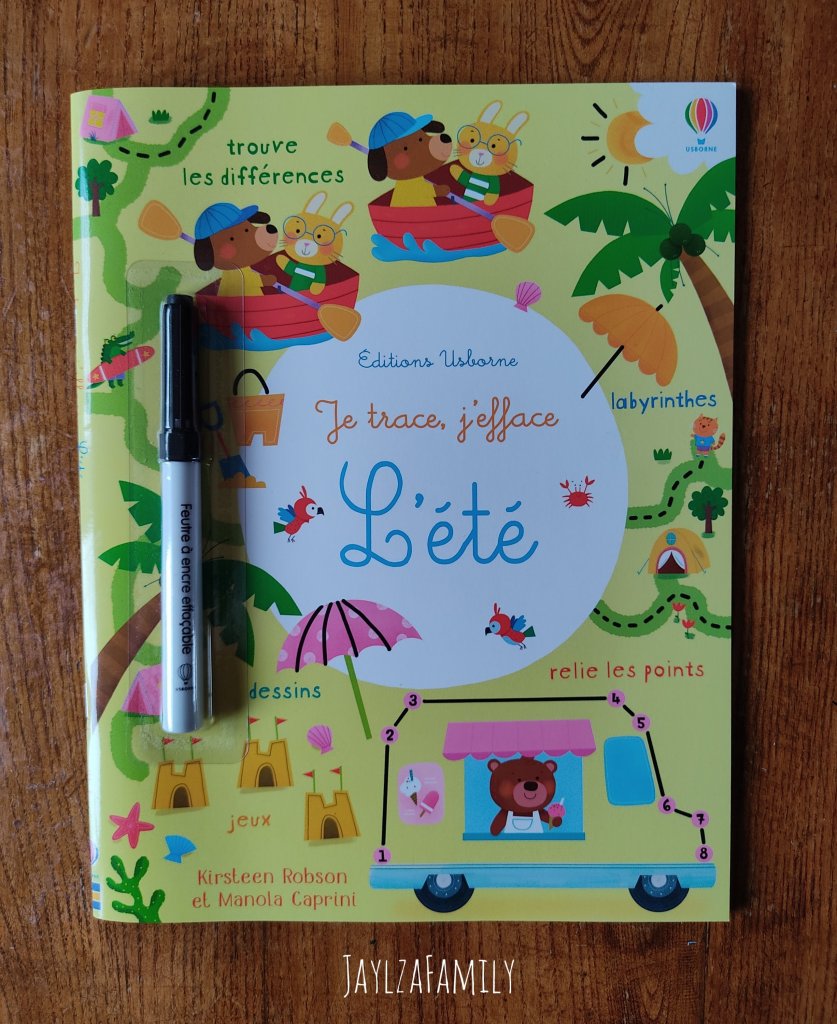 trouve
les différences
USBORNE
Éditions Usborne
Je trace, j'efface
L'été
labyrinthes
Feutre à encre effaçable
relie les points
dessins
3
4
2
5
6
7
1
8
jeux
Kirsteen Robson
et Manola Caprini
JaylzaFamily